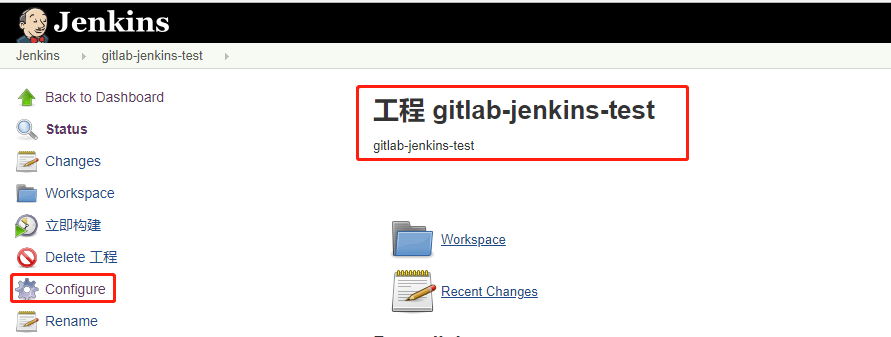 Jenkins
Jenkins gitlab-jenkins-test
Back to Dashboard
Status
Changes
Workspace
立即构建
Delete 工程
Configure
Rename
工程 gitlab-jenkins-test
gitlab-jenkins-test
Workspace
Recent Changes